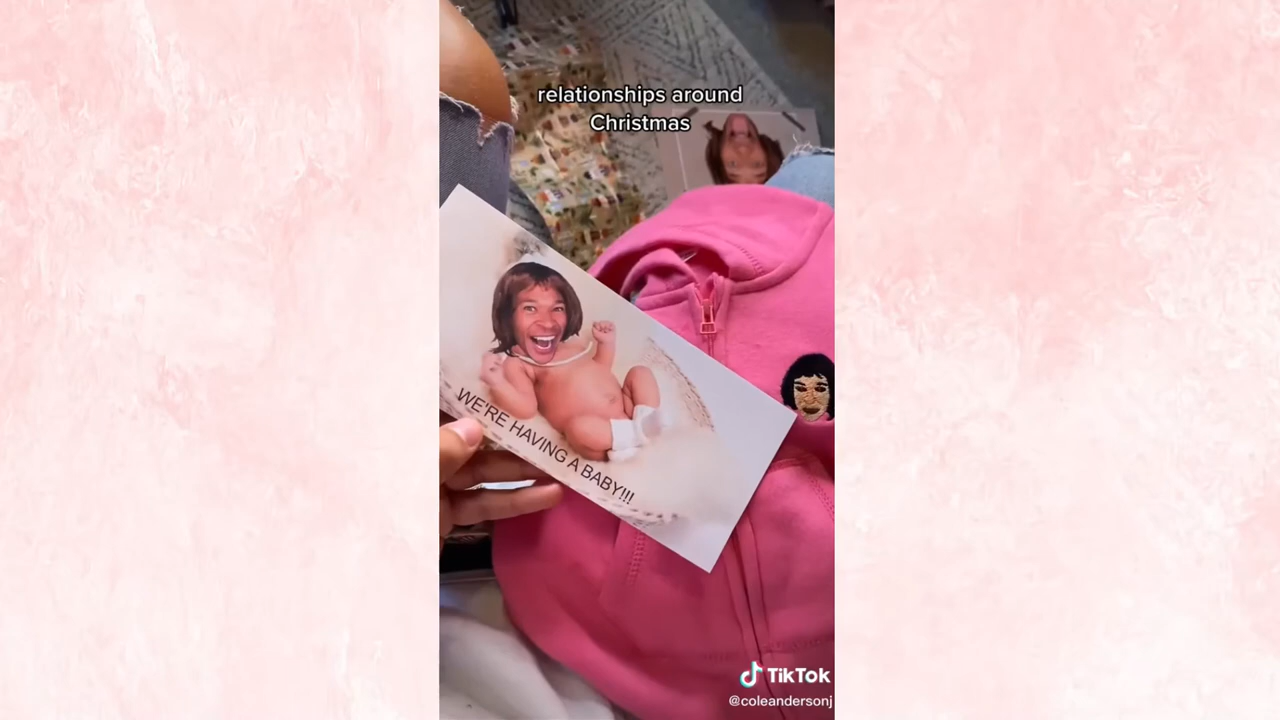 relationships around
Christmas
WE'RE HAVING A BABY!!!
TikTok
@coleandersonj